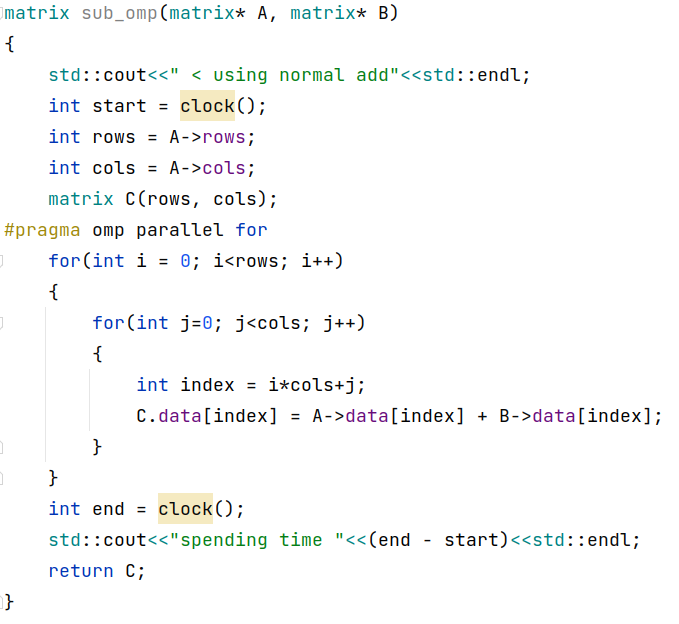 matrix sub_omp(matrix* A, matrix* B)
{
    std::cout<<" < using normal add"<<std::endl;
    int start = clock();
    int rows = A->rows;
    int cols = A->cols;
    matrix C(rows, cols);
#pragma omp parallel for
    for(int i = 0; i<rows; i++)
    {
        for(int j=0; j<cols; j++)
        {
            int index = i*cols+j;
            C.data[index] = A->data[index] + B->data[index];
        }
    }
    int end = clock();
    std::cout<<"spending time "<<(end - start)<<std::endl;
    return C;
}